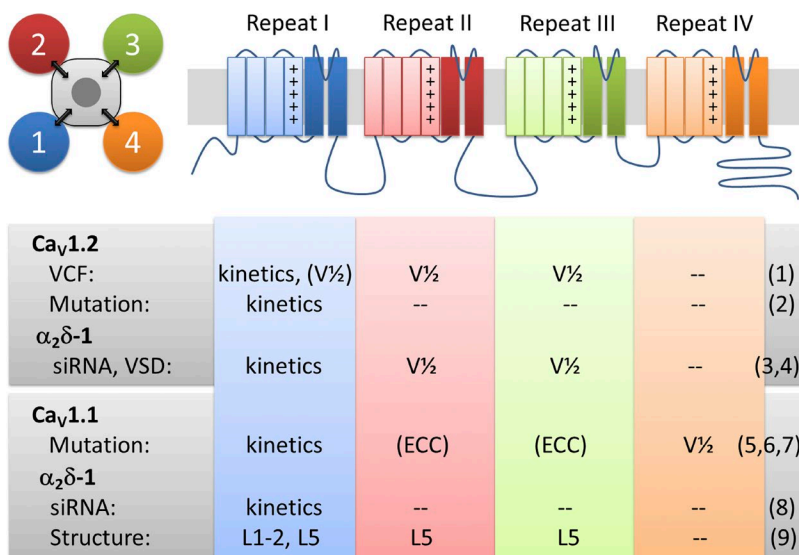 Repeat I Repeat II Repeat III Repeat IV
2 3
1 4
+ + + +
+ + + +
+ + + +
+ + + +
+ + + +
CaV1.2
VCF: kinetics, (V½) V½ V½ -- (1)
Mutation: kinetics -- -- -- (2)
α2δ-1
siRNA, VSD: kinetics V½ V½ -- (3,4)
CaV1.1
Mutation: kinetics (ECC) (ECC) V½ (5,6,7)
α2δ-1
siRNA: kinetics -- -- -- (8)
Structure: L1-2, L5 L5 L5 -- (9)